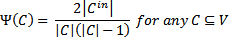 Ψ(C) = 2|C^{in}| / |C|(|C| − 1) for any C ⊆ V